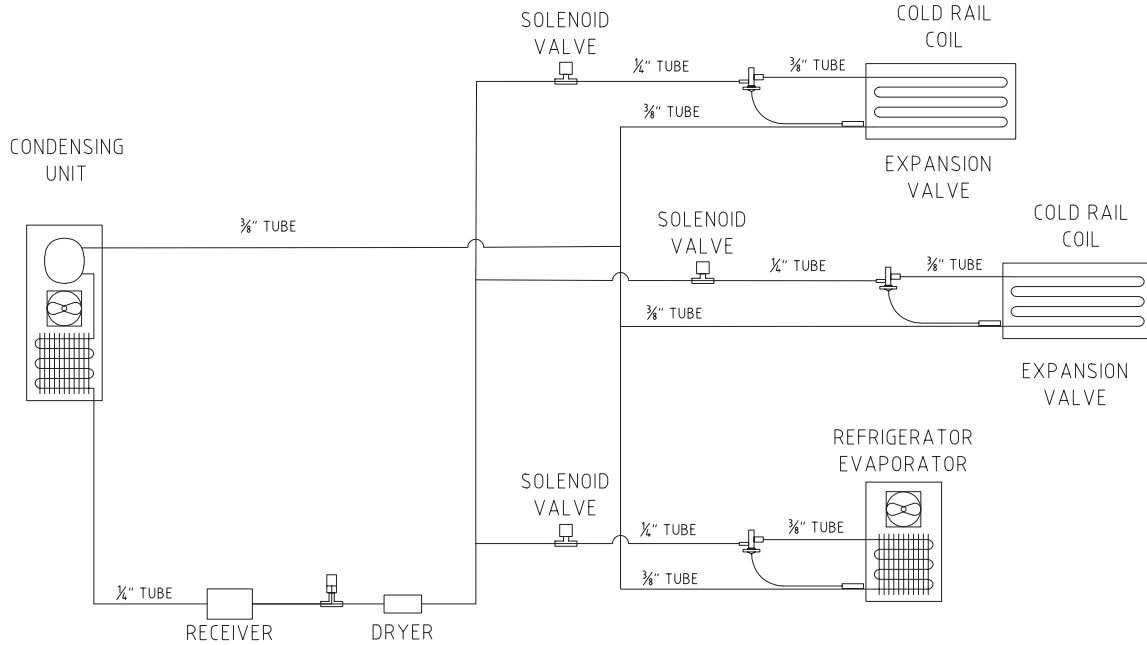 SOLENOID
VALVE
COLD RAIL
COIL
¼" TUBE
⅜" TUBE
⅜" TUBE
CONDENSING
UNIT
EXPANSION
VALVE
⅜" TUBE
SOLENOID
VALVE
COLD RAIL
COIL
¼" TUBE
⅜" TUBE
⅜" TUBE
EXPANSION
VALVE
REFRIGERATOR
EVAPORATOR
SOLENOID
VALVE
¼" TUBE
⅜" TUBE
⅜" TUBE
¼" TUBE
RECEIVER
DRYER